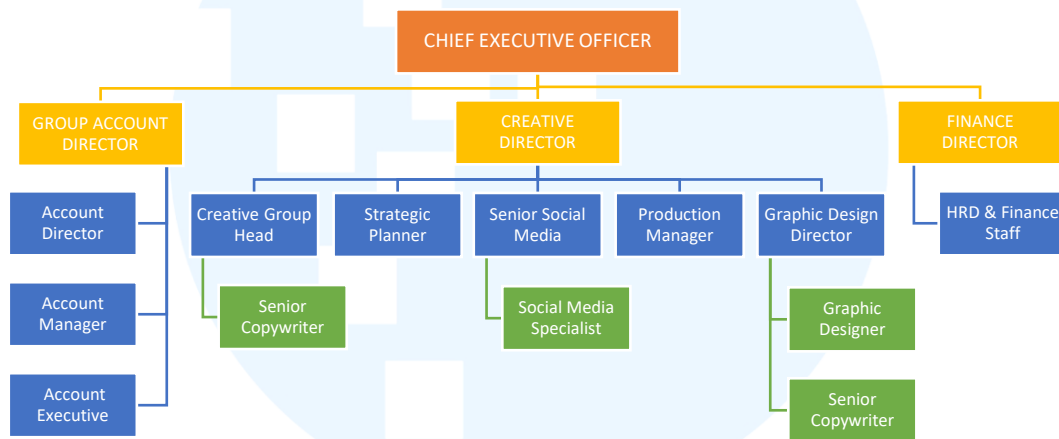 CHIEF EXECUTIVE OFFICER
GROUP ACCOUNT
DIRECTOR
CREATIVE
DIRECTOR
FINANCE
DIRECTOR
Account
Director
Account
Manager
Account
Executive
Creative Group
Head
Senior
Copywriter
Strategic
Planner
Senior Social
Media
Social Media
Specialist
Production
Manager
Graphic Design
Director
Graphic
Designer
Senior
Copywriter
HRD & Finance
Staff